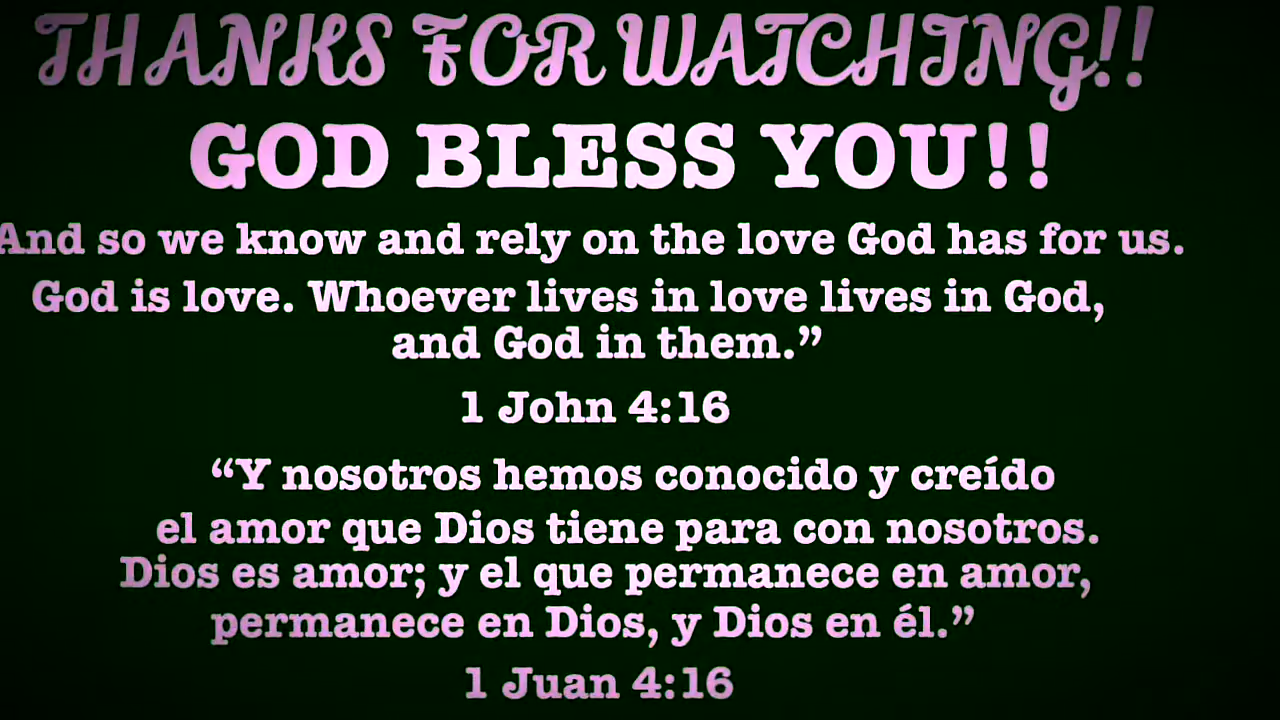 THANKS FOR WATCHING!!
GOD BLESS YOU!!
And so we know and rely on the love God has for us.
God is love. Whoever lives in love lives in God,
and God in them.”
1 John 4:16
“Y nosotros hemos conocido y creído
el amor que Dios tiene para con nosotros.
Dios es amor; y el que permanece en amor,
permanece en Dios, y Dios en él.”
1 Juan 4:16